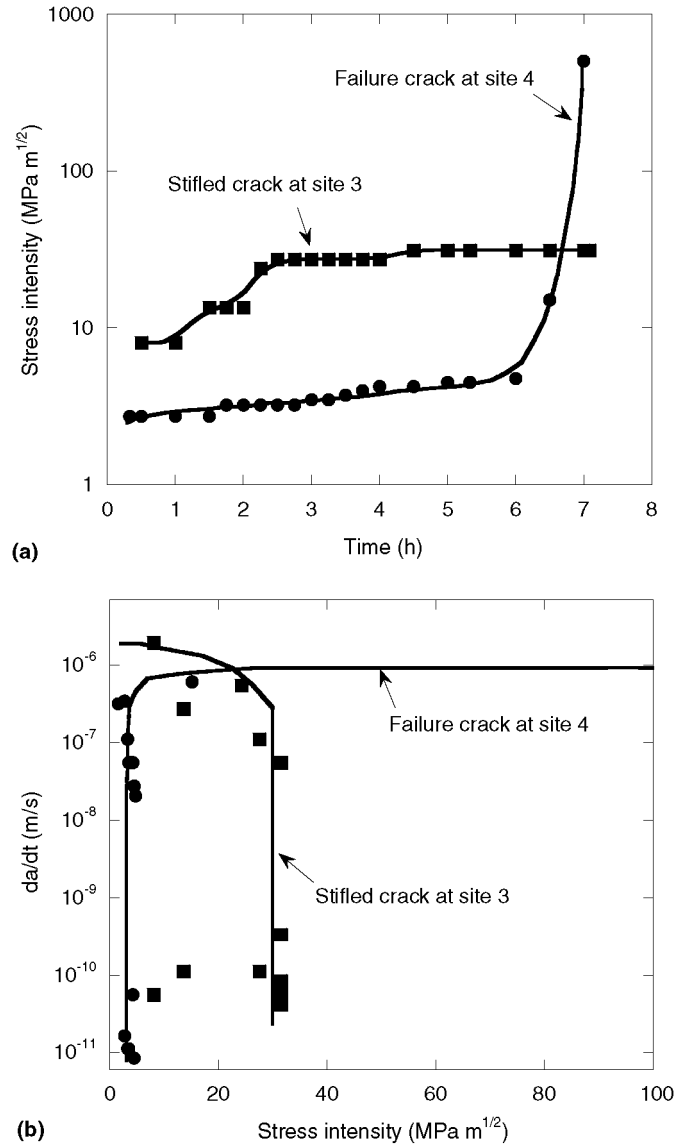 1000
100
10
1
Stress intensity (MPa m1/2)
Failure crack at site 4
Stifled crack at site 3
0 1 2 3 4 5 6 7 8
Time (h)
(a)
10-6
10-7
10-8
10-9
10-10
10-11
da/dt (m/s)
Failure crack at site 4
Stifled crack at site 3
0 20 40 60 80 100
Stress intensity (MPa m1/2)
(b)